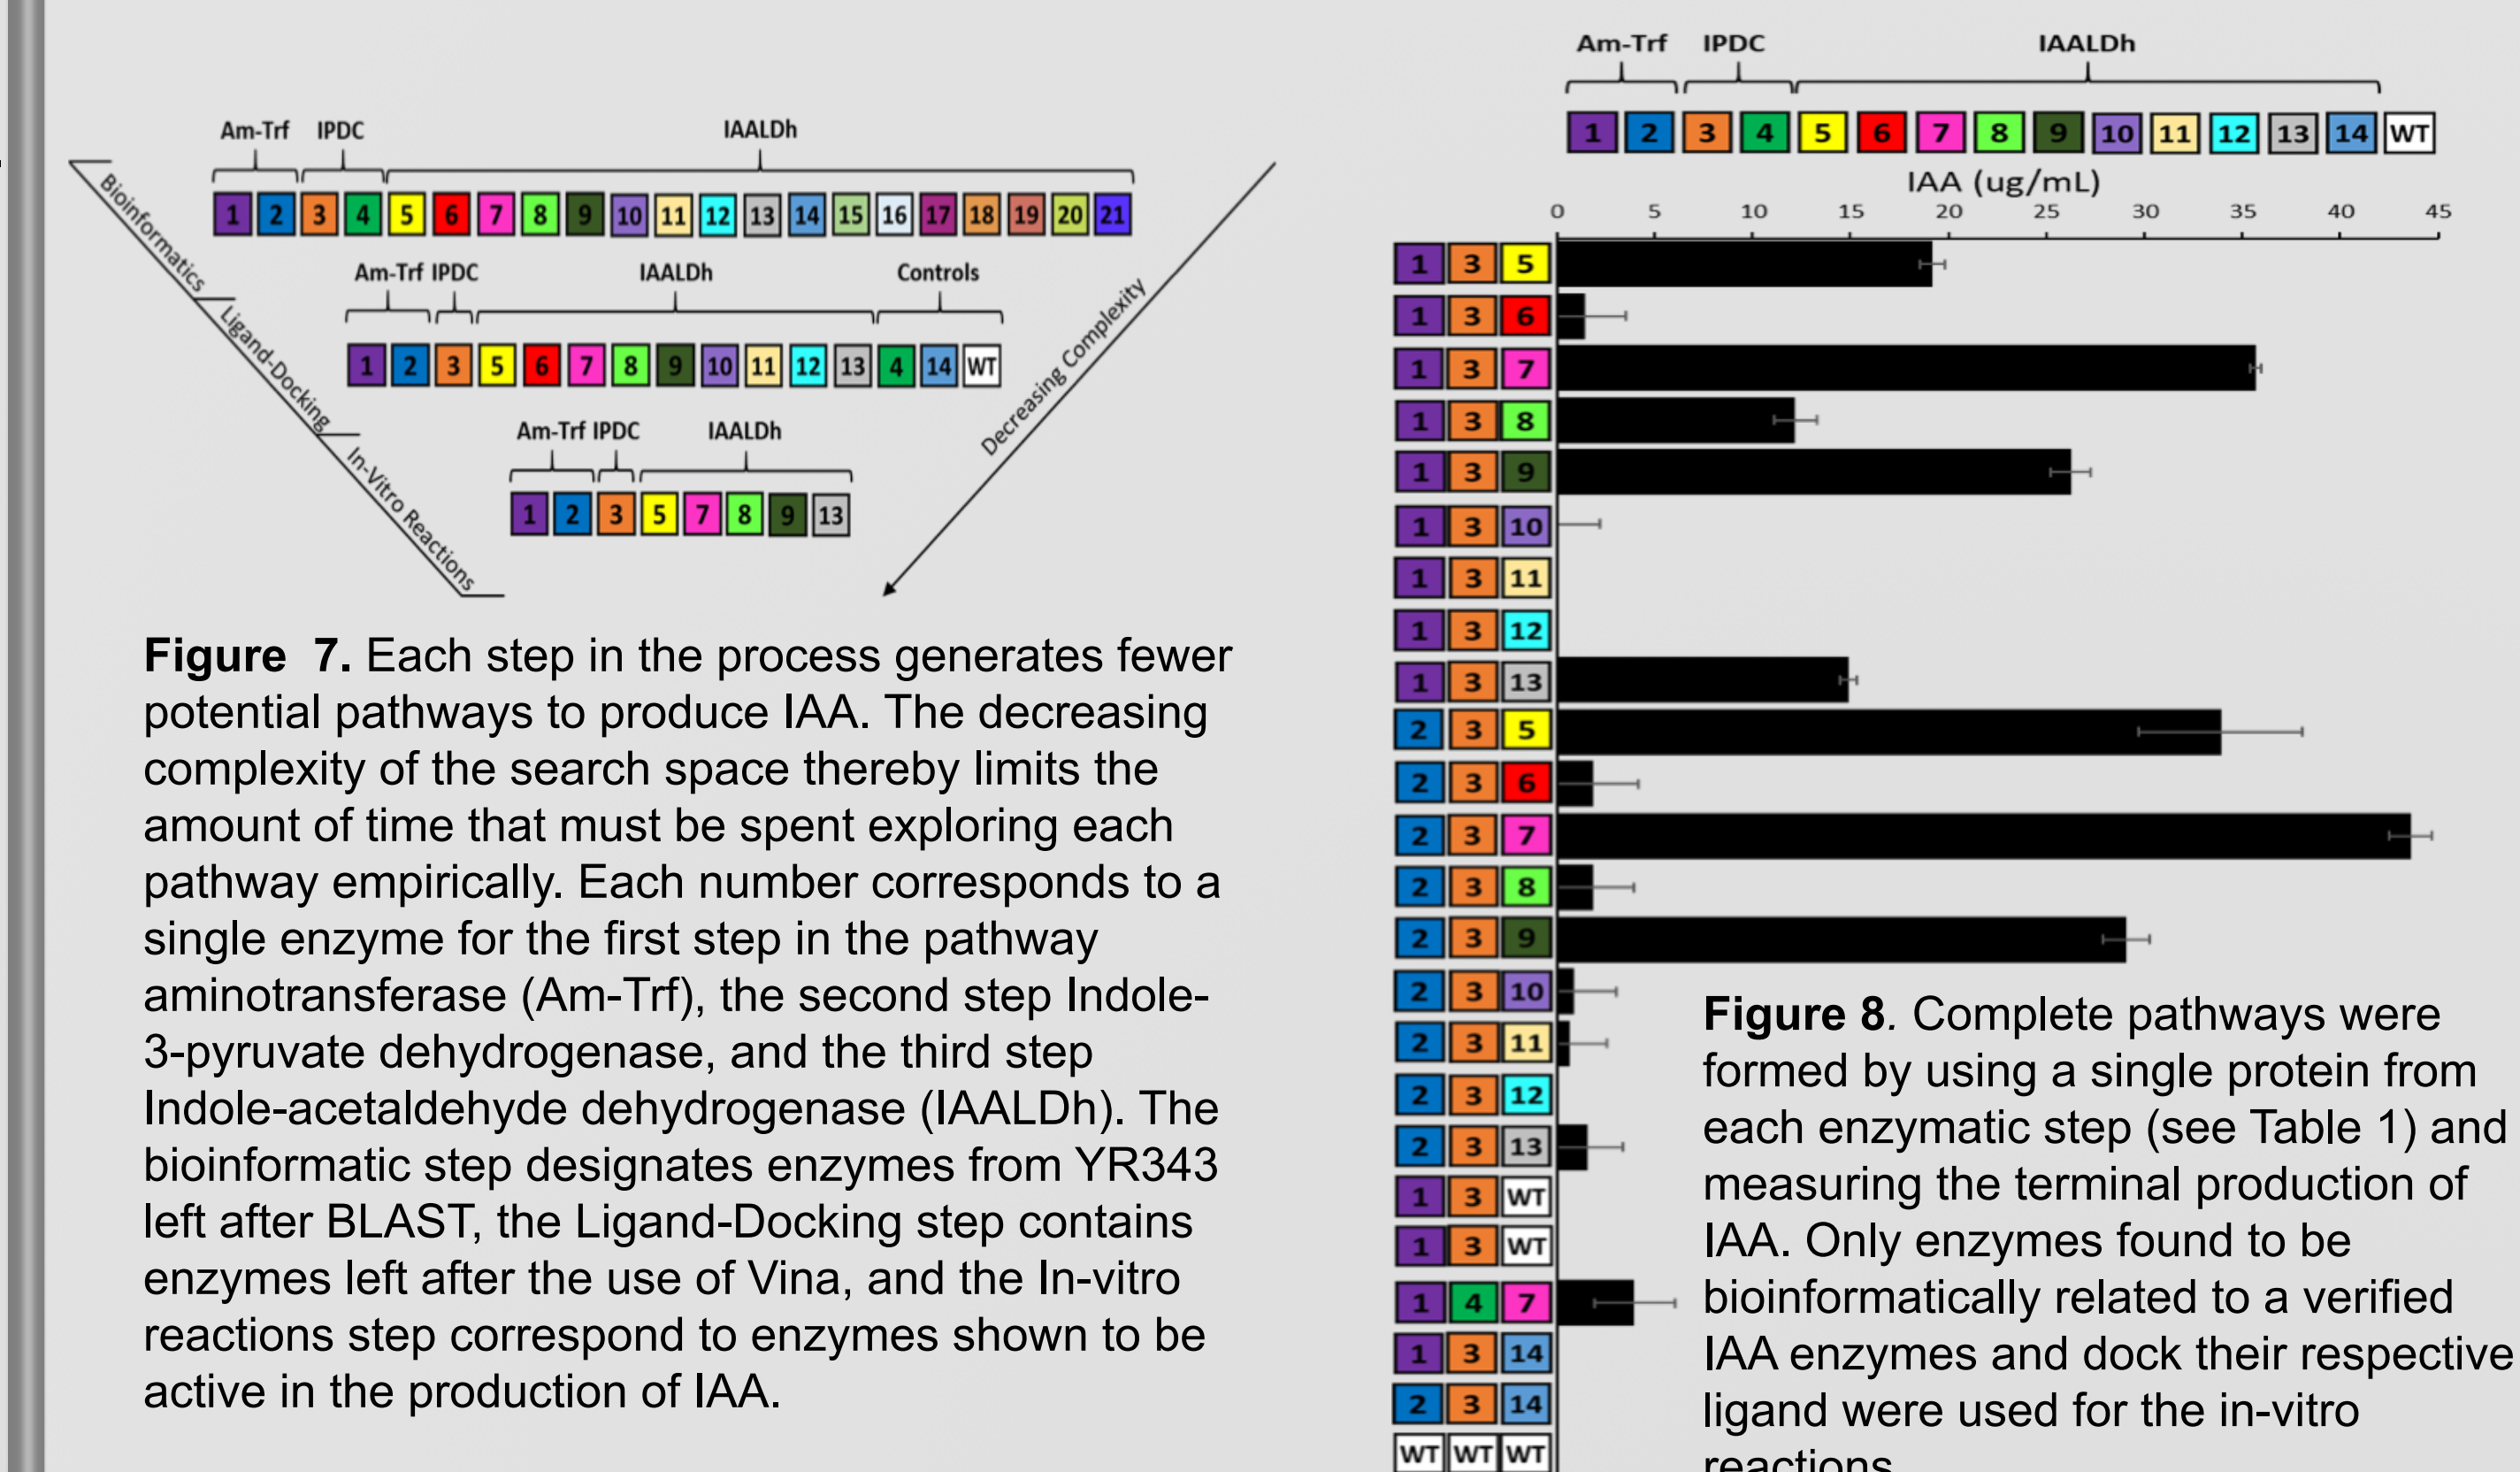 Am-Trf IPDC IAALDh
1 2 3 4 5 6 7 8 9 10 11 12 13 14 15 16 17 18 19 20 21
Bioinformatics
Am-Trf IPDC IAALDh Controls
1 2 3 5 6 7 8 9 10 11 12 13 4 14 WT
Ligand-Docking
Am-Trf IPDC IAALDh
1 2 3 5 7 8 9 13
In-Vitro Reactions
Decreasing Complexity
Figure 7. Each step in the process generates fewer
potential pathways to produce IAA. The decreasing
complexity of the search space thereby limits the
amount of time that must be spent exploring each
pathway empirically. Each number corresponds to a
single enzyme for the first step in the pathway
aminotransferase (Am-Trf), the second step Indole-
3-pyruvate dehydrogenase, and the third step
Indole-acetaldehyde dehydrogenase (IAALDh). The
bioinformatic step designates enzymes from YR343
left after BLAST, the Ligand-Docking step contains
enzymes left after the use of Vina, and the In-vitro
reactions step correspond to enzymes shown to be
active in the production of IAA.
Am-Trf IPDC IAALDh
1 2 3 4 5 6 7 8 9 10 11 12 13 14 WT
IAA (ug/mL)
0 5 10 15 20 25 30 35 40 45
1 3 5
1 3 6
1 3 7
1 3 8
1 3 9
1 3 10
1 3 11
1 3 12
1 3 13
2 3 5
2 3 6
2 3 7
2 3 8
2 3 9
2 3 10
2 3 11
2 3 12
2 3 13
1 3 WT
1 3 WT
1 4 7
1 3 14
2 3 14
WT WT WT
Figure 8. Complete pathways were
formed by using a single protein from
each enzymatic step (see Table 1) and
measuring the terminal production of
IAA. Only enzymes found to be
bioinformatically related to a verified
IAA enzymes and dock their respective
ligand were used for the in-vitro
reactions